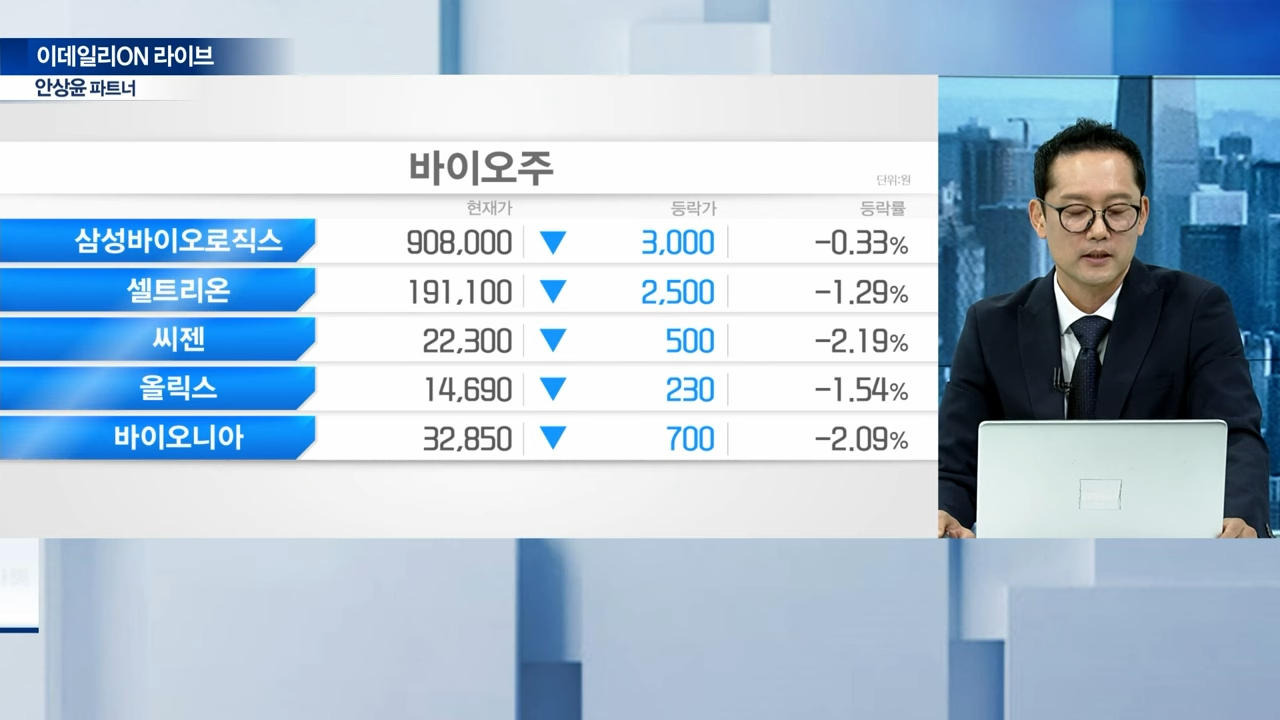 이데일리ON 라이브
안상윤 파트너
바이오주
단위:원
현재가 등락가 등락률
삼성바이오로직스 908,000 ▼ 3,000 -0.33%
셀트리온 191,100 ▼ 2,500 -1.29%
씨젠 22,300 ▼ 500 -2.19%
올릭스 14,690 ▼ 230 -1.54%
바이오니아 32,850 ▼ 700 -2.09%